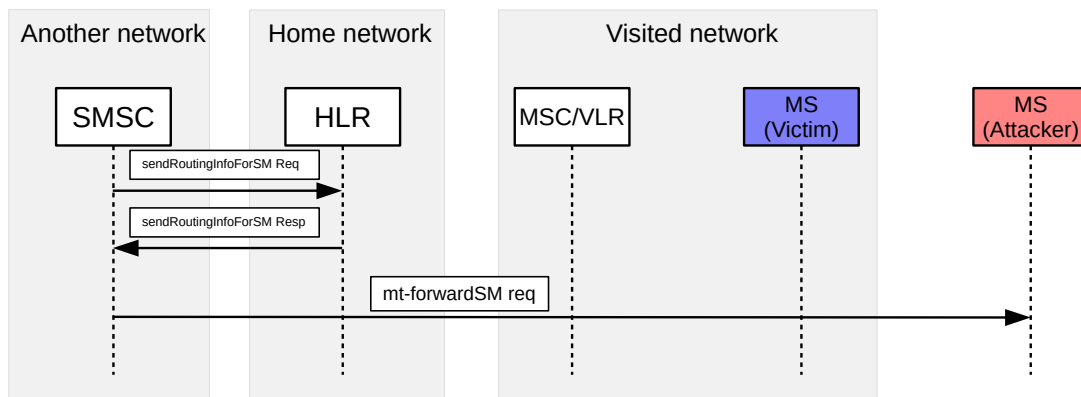 Another network
Home network
Visited network
SMSC
HLR
MSC/VLR
MS
(Victim)
MS
(Attacker)
sendRoutingInfoForSM Req
sendRoutingInfoForSM Resp
mt-forwardSM req